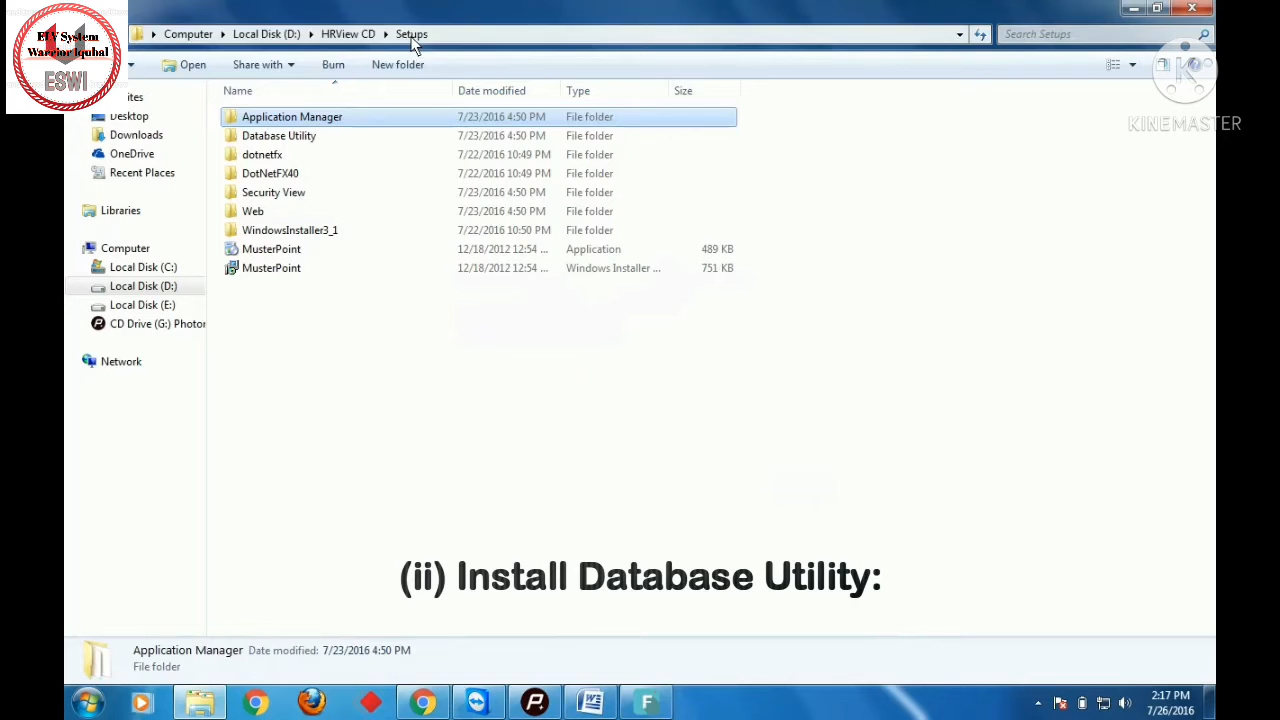 ELV System
Warrior Iqubal
ESWI
Computer
Local Disk (D:)
HRView CD
Setups
Search Setups
KINEMASTER
Open
Share with
Burn
New folder
Name
Date modified
Type
Size
Desktop
Downloads
OneDrive
Recent Places
Libraries
Computer
Local Disk (C:)
Local Disk (D:)
Local Disk (E:)
CD Drive (G:) Photon
Network
Application Manager 7/23/2016 4:50 PM File folder
Database Utility 7/23/2016 4:50 PM File folder
dotnetfx 7/22/2016 10:49 PM File folder
DotNetFX40 7/22/2016 10:49 PM File folder
Security View 7/23/2016 4:50 PM File folder
Web 7/23/2016 4:50 PM File folder
WindowsInstaller3_1 7/22/2016 10:50 PM File folder
MusterPoint 12/18/2012 12:54 ... Application 489 KB
MusterPoint 12/18/2012 12:54 ... Windows Installer ... 751 KB
(ii) Install Database Utility:
Application Manager Date modified: 7/23/2016 4:50 PM
File folder
2:17 PM
7/26/2016